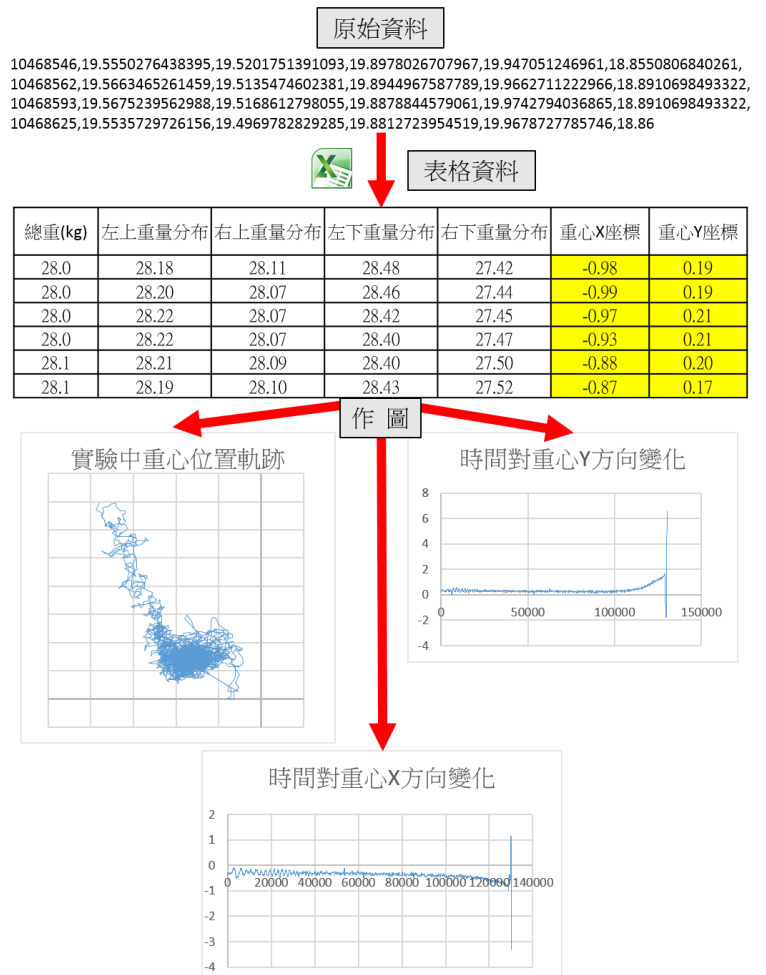 原始資料
10468546,19.5550276438395,19.5201751391093,19.8978026707967,19.947051246961,18.8550806840261,
10468562,19.5663465261459,19.5135474602381,19.8944967587789,19.9662711222966,18.8910698493322,
10468593,19.5675239562988,19.5168612798055,19.8878844579061,19.9742794036865,18.8910698493322,
10468625,19.5535729726156,19.4969782829285,19.8812723954519,19.9678727785746,18.86
表格資料
總重(kg) 左上重量分布 右上重量分布 左下重量分布 右下重量分布 重心X座標 重心Y座標
28.0 28.18 28.11 28.48 27.42 -0.98 0.19
28.0 28.20 28.07 28.46 27.44 -0.99 0.19
28.0 28.22 28.07 28.42 27.45 -0.97 0.21
28.0 28.22 28.07 28.40 27.47 -0.93 0.21
28.1 28.21 28.09 28.40 27.50 -0.88 0.20
28.1 28.19 28.10 28.43 27.52 -0.87 0.17
作 圖
實驗中重心位置軌跡
時間對重心Y方向變化
8
6
4
2
0
-2
-4
0 50000 100000 150000
時間對重心X方向變化
2
1
0
-1
-2
-3
-4
0 20000 40000 60000 80000 100000 120000 140000